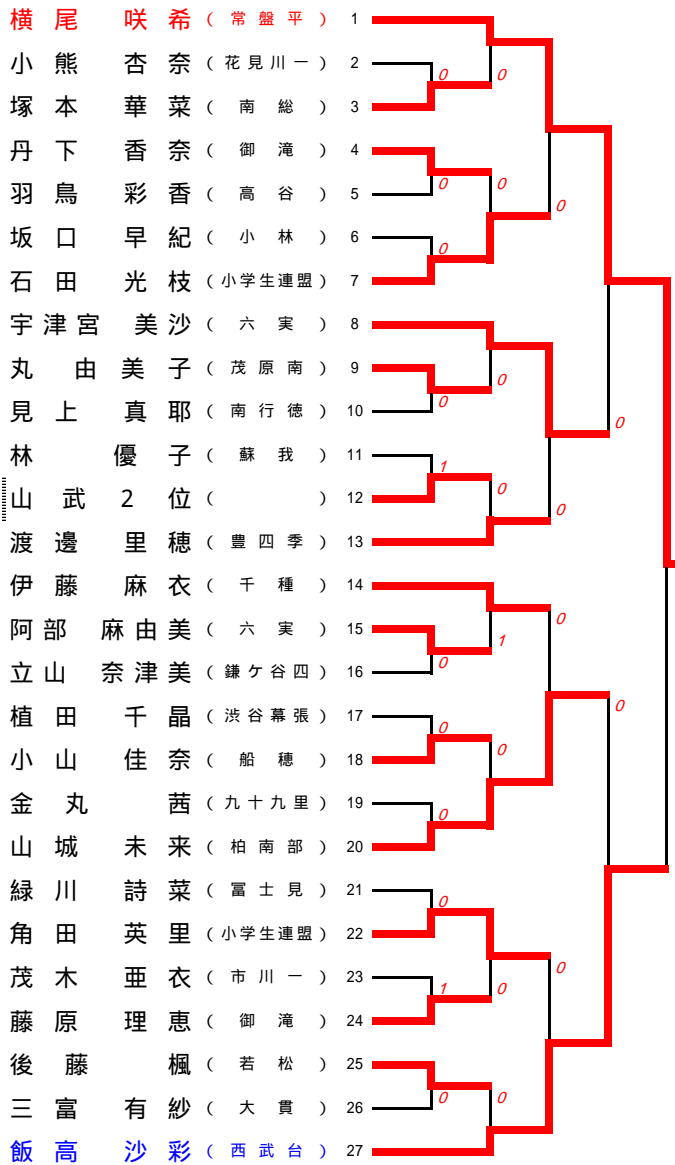 横尾 咲希 ( 常盤平 ) 1
小熊 杏奈 ( 花見川一 ) 2 0 0
塚本 華菜 ( 南総 ) 3
丹下 香奈 ( 御滝 ) 4
羽鳥 彩香 ( 高谷 ) 5 0 0 0
坂口 早紀 ( 小林 ) 6 0
石田 光枝 ( 小学生連盟 ) 7
宇津宮 美沙 ( 六実 ) 8
丸 由美子 ( 茂原南 ) 9 0
見上 真耶 ( 南行徳 ) 10 0 0
林 優子 ( 蘇我 ) 11 1
山武2位 ( ) 12 0 0
渡邊 里穂 ( 豊四季 ) 13
伊藤 麻衣 ( 千種 ) 14 0
阿部 麻由美 ( 六実 ) 15 1
立山 奈津美 ( 鎌ケ谷四 ) 16 0
植田 千晶 ( 渋谷幕張 ) 17 0 0
小山 佳奈 ( 船穂 ) 18 0
金丸 茜 ( 九十九里 ) 19 0
山城 未来 ( 柏南部 ) 20
緑川 詩菜 ( 冨士見 ) 21 0
角田 英里 ( 小学生連盟 ) 22
茂木 亜衣 ( 市川一 ) 23 1 0 0
藤原 理恵 ( 御滝 ) 24
後藤 楓 ( 若松 ) 25
三富 有紗 ( 大貫 ) 26 0 0
飯高 沙彩 ( 西武台 ) 27